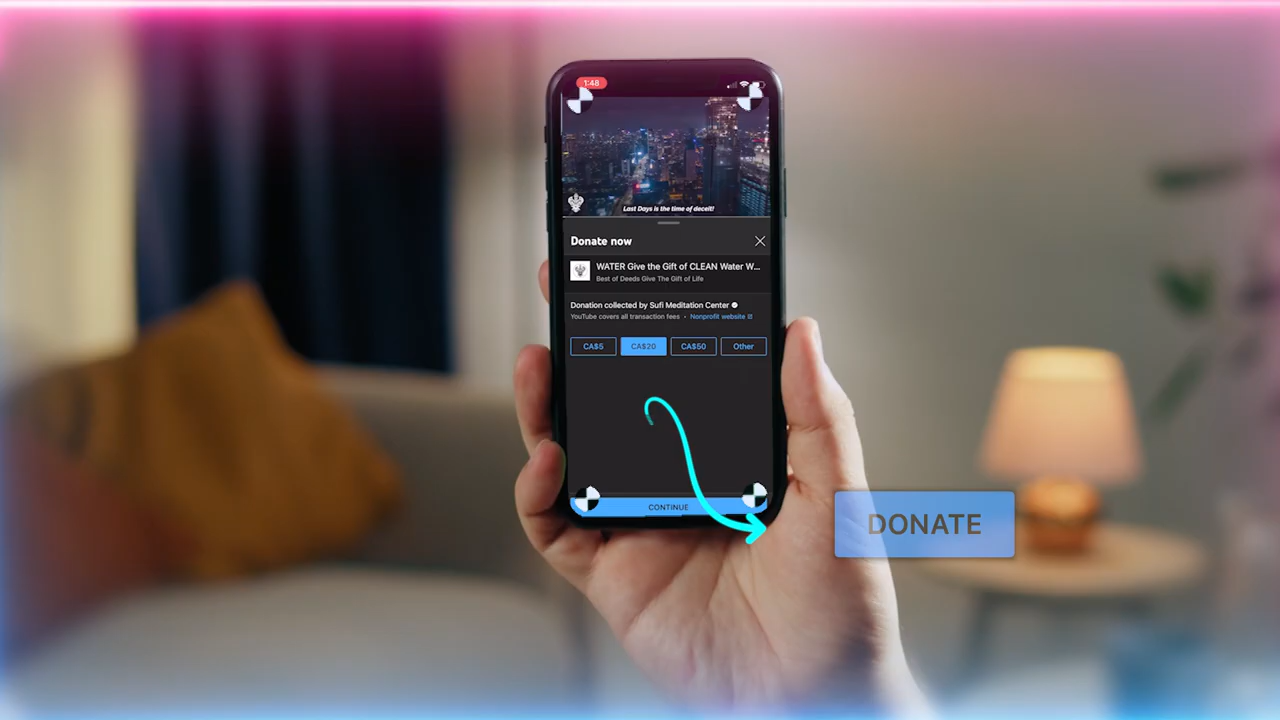 1:48
Last Days is the time of deceit!
Donate now
WATER Give the Gift of CLEAN Water W...
Best of Deeds Give The Gift of Life
Donation collected by Sufi Meditation Center
YouTube covers all transaction fees • Nonprofit website
CA$5 CA$20 CA$50 Other
CONTINUE
DONATE